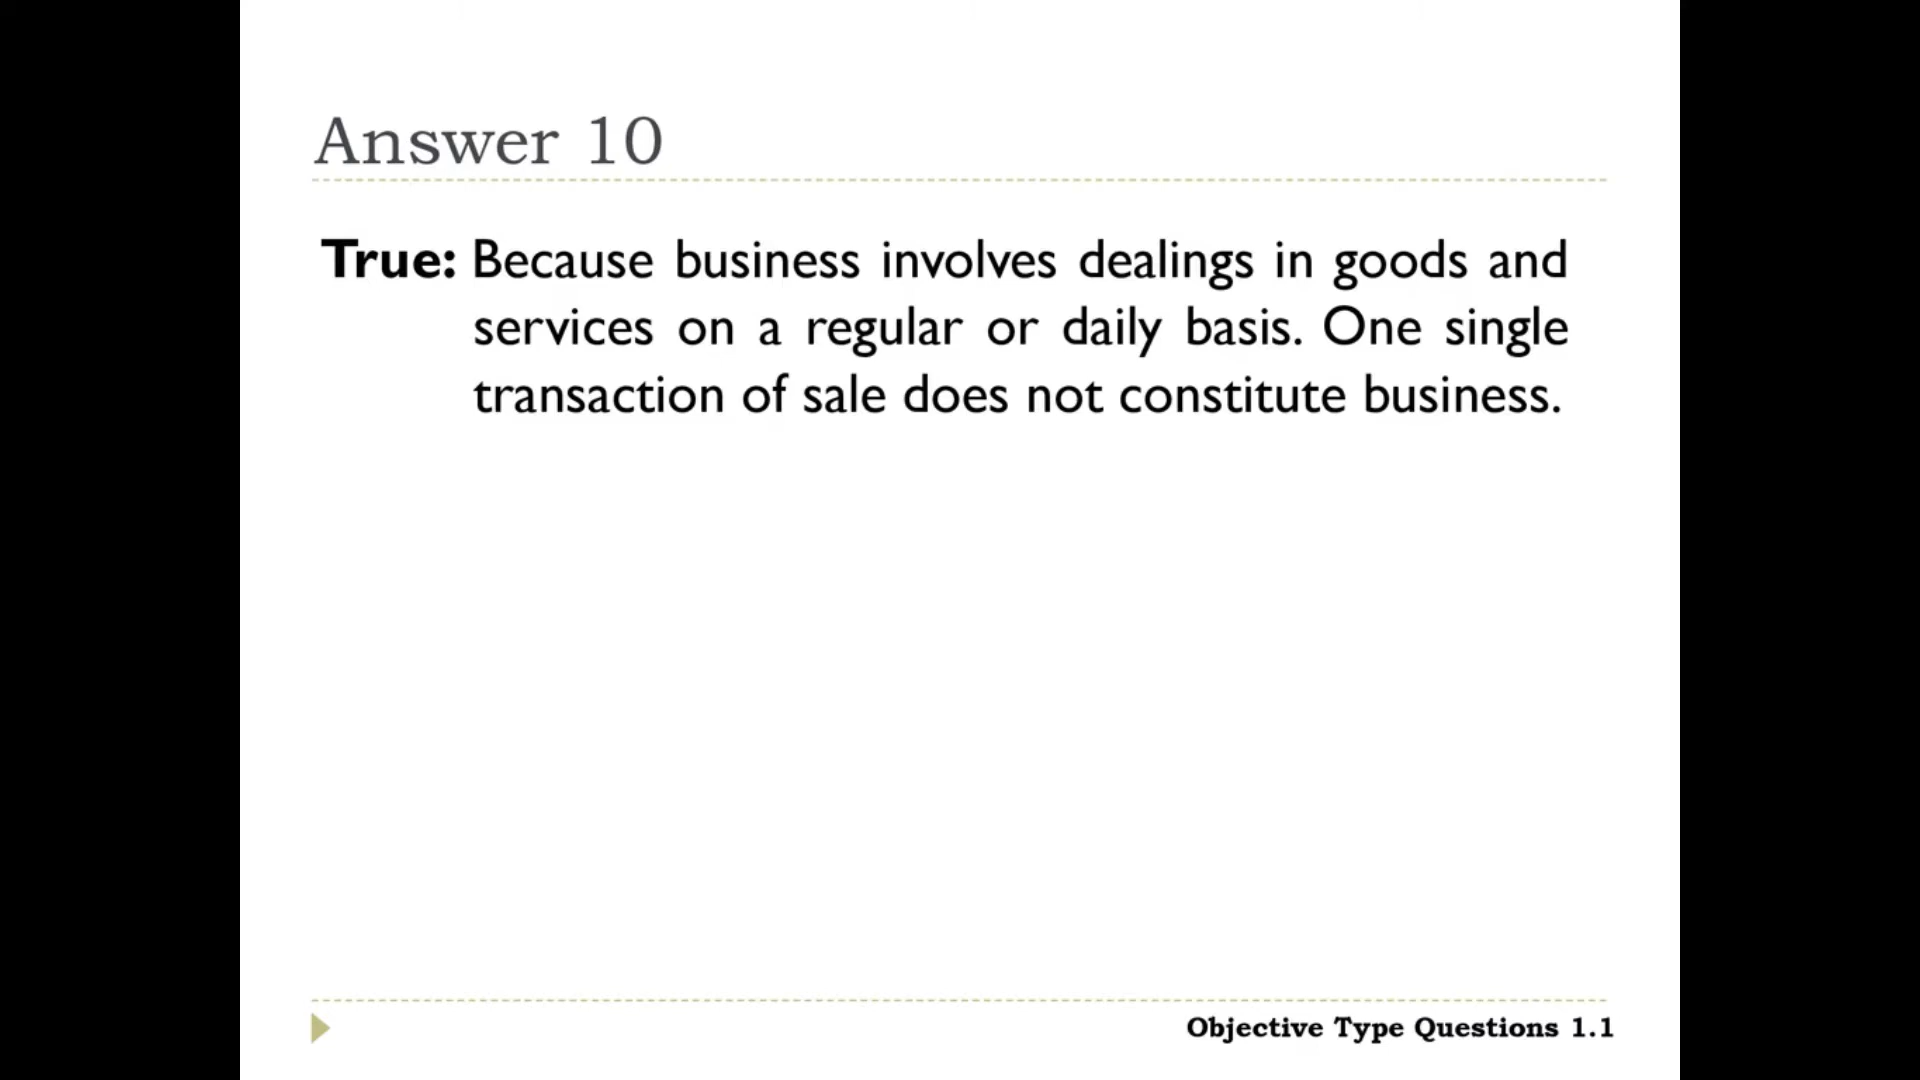 Answer 10
True: Because business involves dealings in goods and
services on a regular or daily basis. One single
transaction of sale does not constitute business.
Objective Type Questions 1.1